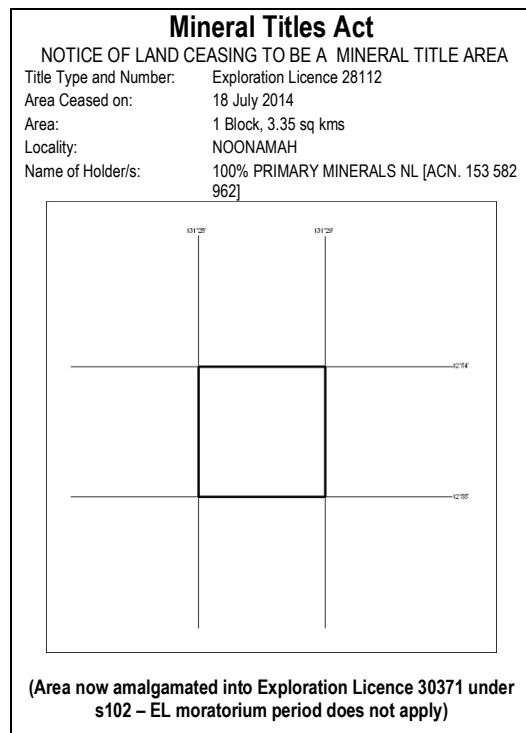 Mineral Titles Act
NOTICE OF LAND CEASING TO BE A MINERAL TITLE AREA
Title Type and Number: Exploration Licence 28112
Area Ceased on: 18 July 2014
Area: 1 Block, 3.35 sq kms
Locality: NOONAMAH
Name of Holder/s: 100% PRIMARY MINERALS NL [ACN. 153 582
962]
131°28' 131°29'
12°54'
12°55'
(Area now amalgamated into Exploration Licence 30371 under
s102 – EL moratorium period does not apply)